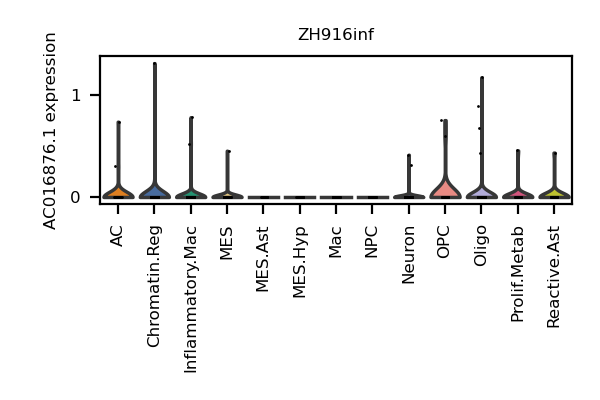 ZH916inf
AC016876.1 expression
1
0
AC
Chromatin.Reg
Inflammatory.Mac
MES
MES.Ast
MES.Hyp
Mac
NPC
Neuron
OPC
Oligo
Prolif.Metab
Reactive.Ast